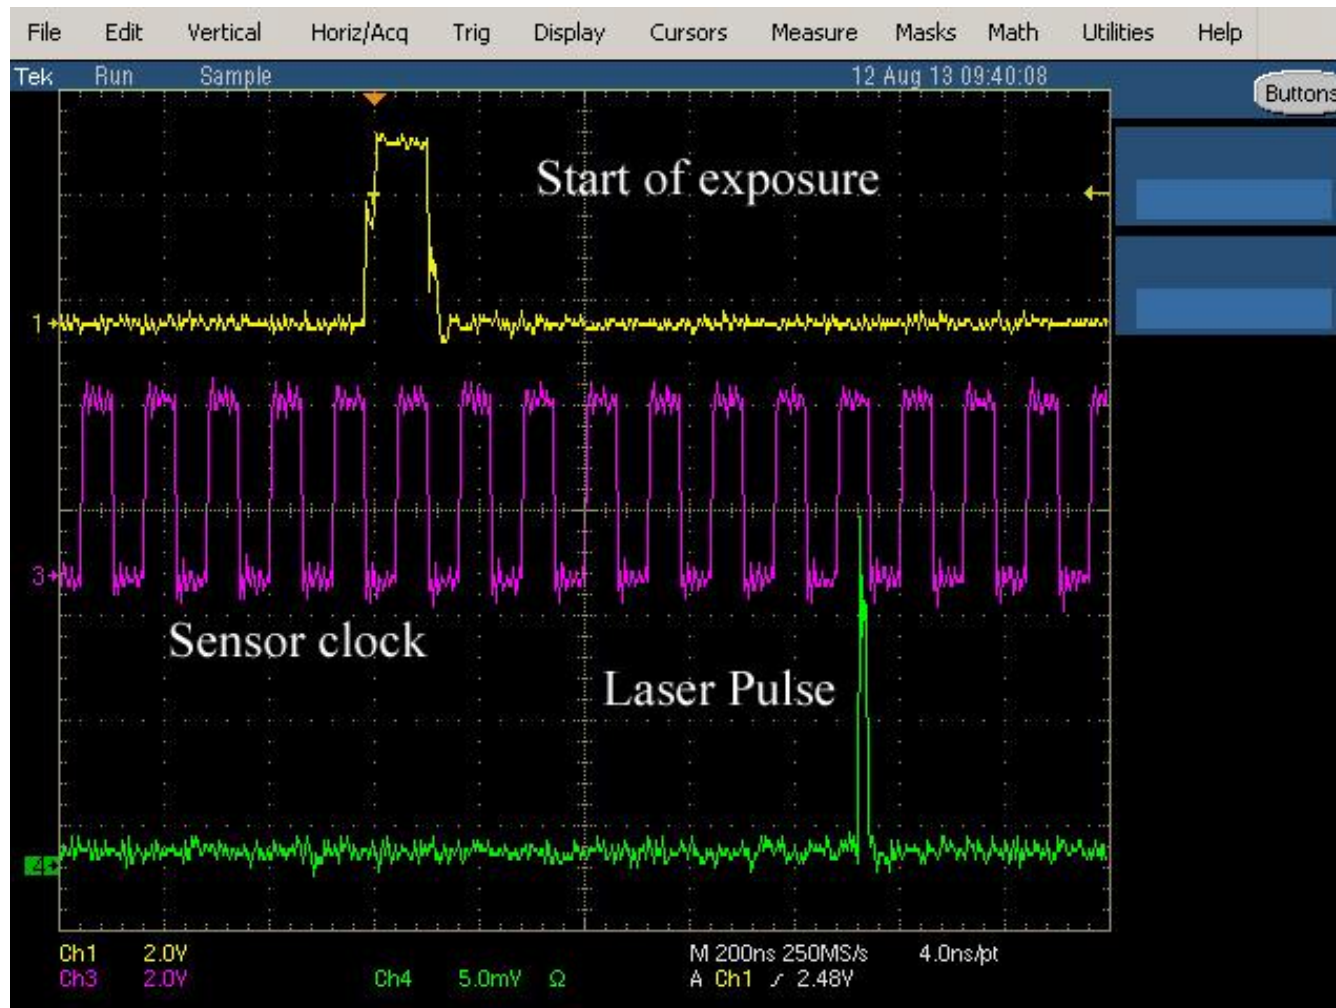 File Edit Vertical Horiz/Acq Trig Display Cursors Measure Masks Math Utilities Help
Tek Run Sample 12 Aug 13 09:40:08 Buttons
Start of exposure
1
3
Sensor clock
Laser Pulse
4
Ch1 2.0V M 200ns 250MS/s 4.0ns/pt
Ch3 2.0V Ch4 5.0mV Ω A Ch1 ∕ 2.48V